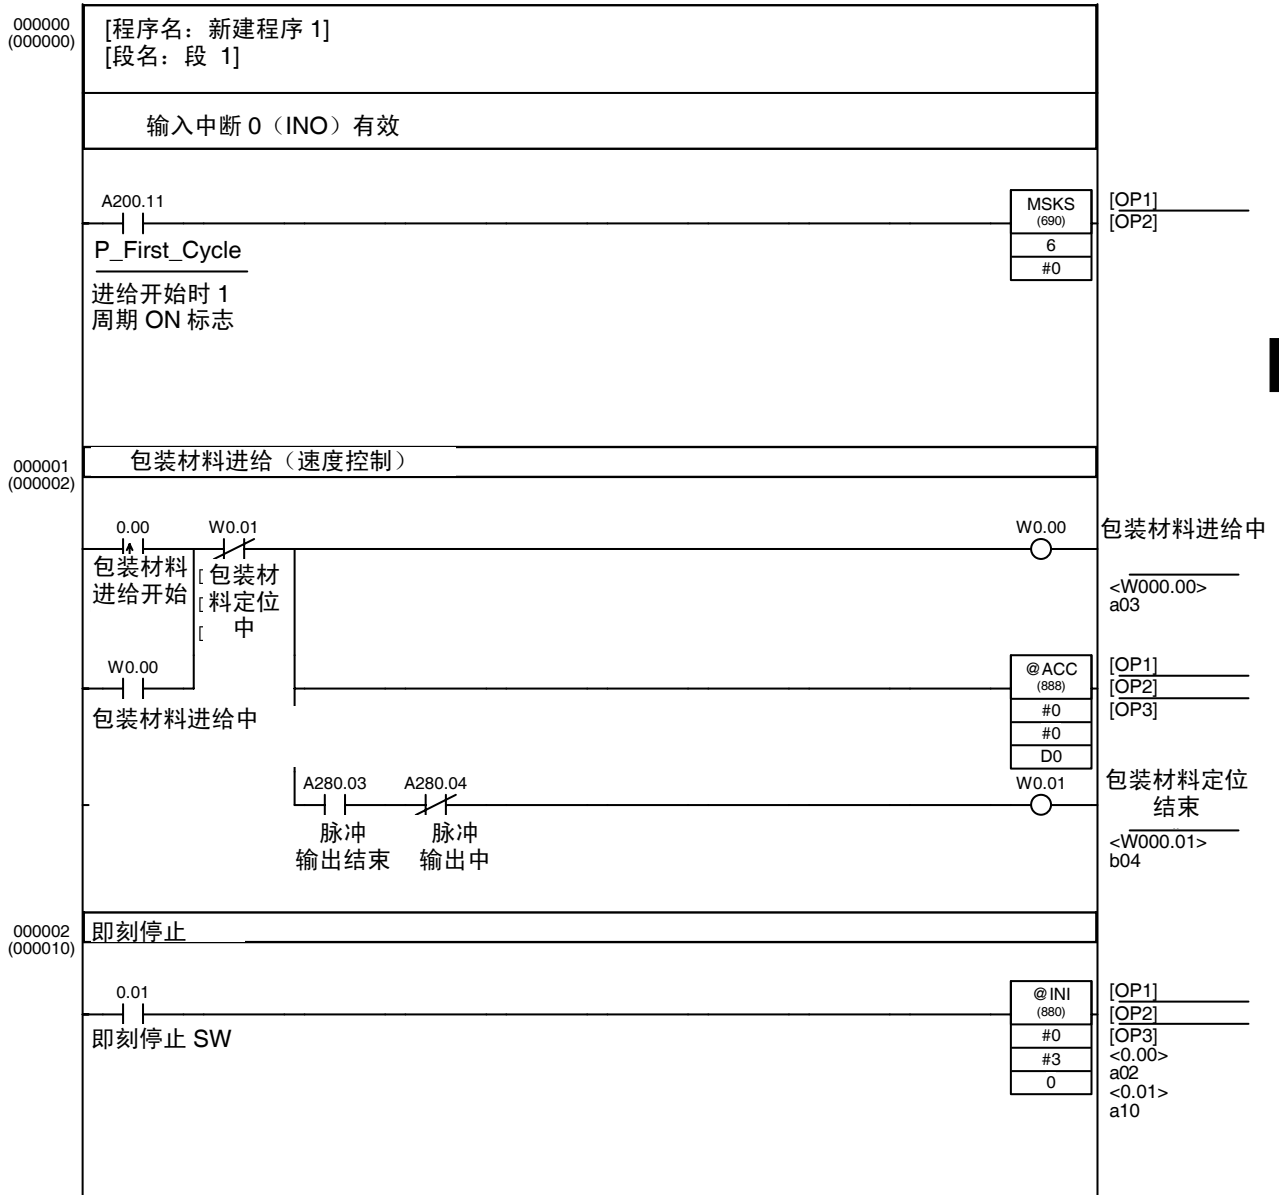 000000
(000000)
[程序名：新建程序 1]
[段名：段 1]
输入中断 0（INO）有效
A200.11
P_First_Cycle
进给开始时 1
周期 ON 标志
MSKS
(690)
6
#0
[OP1]
[OP2]
000001
(000002)
包装材料进给（速度控制）
0.00
包装材料
进给开始
W0.01
[ 包装材
[ 料定位
[ 中
W0.00
包装材料进给中
<W000.00>
a03
W0.00
包装材料进给中
@ACC
(888)
#0
#0
D0
[OP1]
[OP2]
[OP3]
A280.03
脉冲
输出结束
A280.04
脉冲
输出中
W0.01
包装材料定位
结束
<W000.01>
b04
000002
(000010)
即刻停止
0.01
即刻停止 SW
@INI
(880)
#0
#3
0
[OP1]
[OP2]
[OP3]
<0.00>
a02
<0.01>
a10